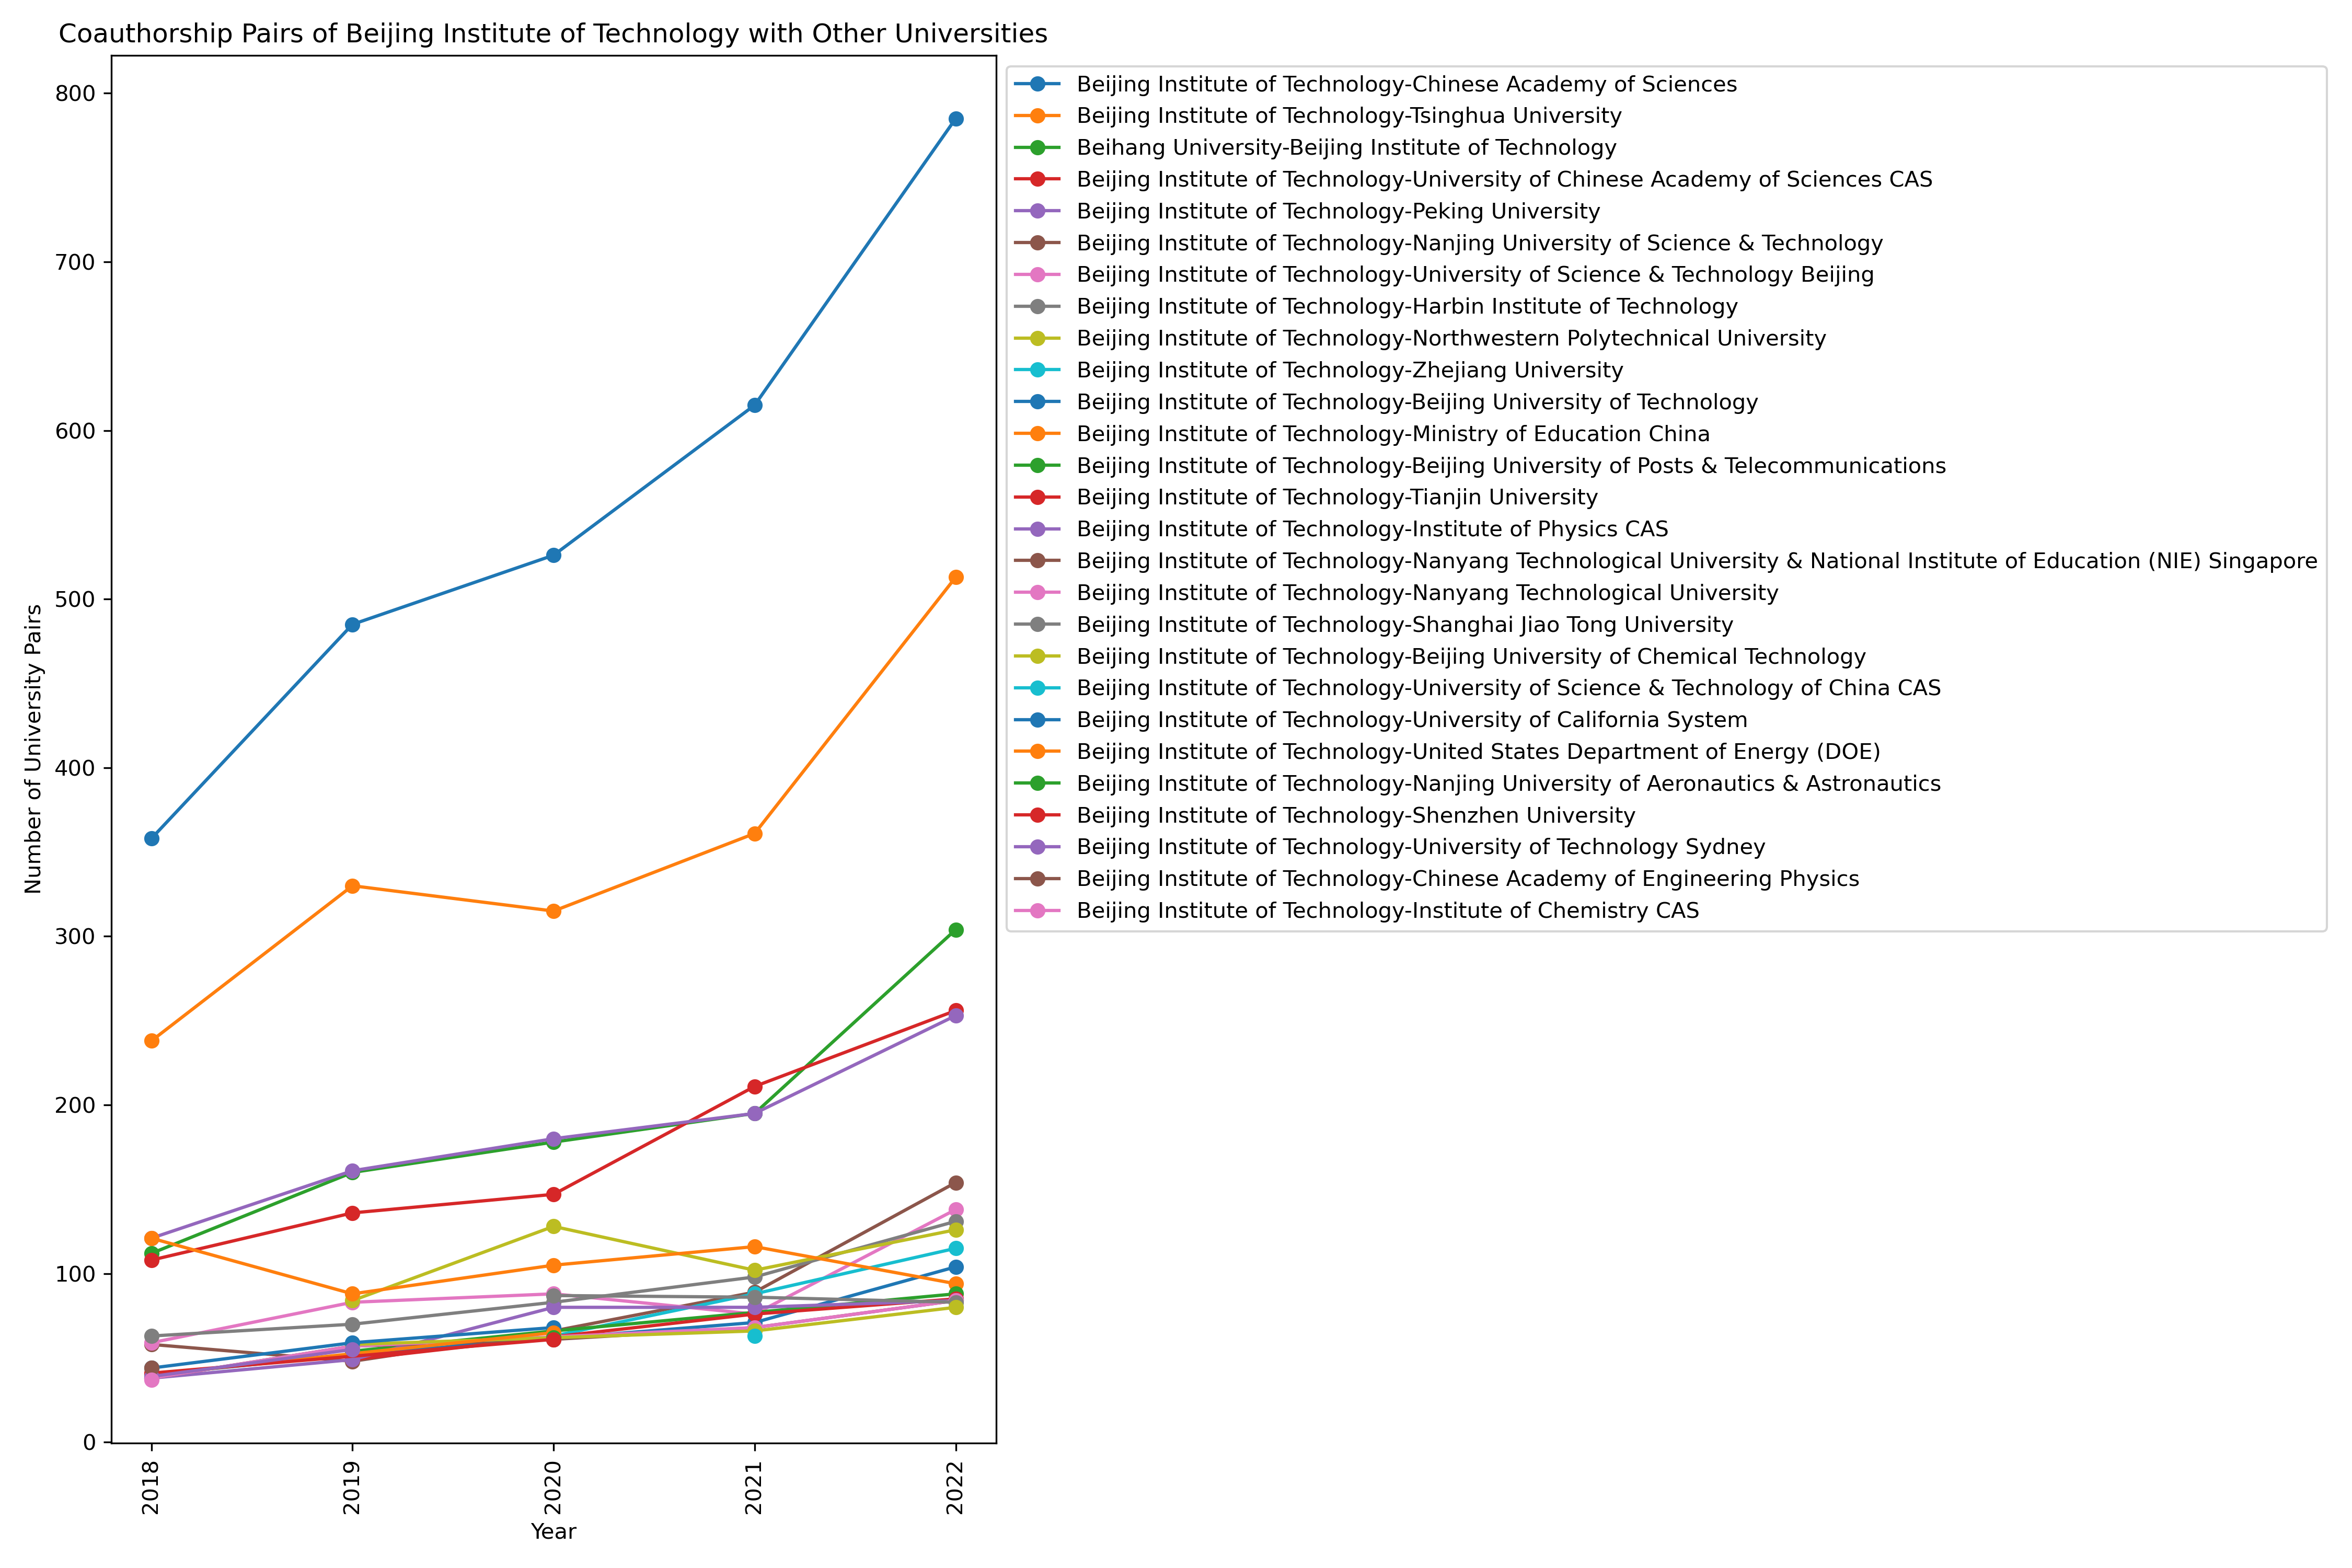 Coauthorship Pairs of Beijing Institute of Technology with Other Universities
800
700
600
500
400
300
200
100
0
Number of University Pairs
2018
2019
2020
2021
2022
Year
Beijing Institute of Technology-Chinese Academy of Sciences
Beijing Institute of Technology-Tsinghua University
Beihang University-Beijing Institute of Technology
Beijing Institute of Technology-University of Chinese Academy of Sciences CAS
Beijing Institute of Technology-Peking University
Beijing Institute of Technology-Nanjing University of Science & Technology
Beijing Institute of Technology-University of Science & Technology Beijing
Beijing Institute of Technology-Harbin Institute of Technology
Beijing Institute of Technology-Northwestern Polytechnical University
Beijing Institute of Technology-Zhejiang University
Beijing Institute of Technology-Beijing University of Technology
Beijing Institute of Technology-Ministry of Education China
Beijing Institute of Technology-Beijing University of Posts & Telecommunications
Beijing Institute of Technology-Tianjin University
Beijing Institute of Technology-Institute of Physics CAS
Beijing Institute of Technology-Nanyang Technological University & National Institute of Education (NIE) Singapore
Beijing Institute of Technology-Nanyang Technological University
Beijing Institute of Technology-Shanghai Jiao Tong University
Beijing Institute of Technology-Beijing University of Chemical Technology
Beijing Institute of Technology-University of Science & Technology of China CAS
Beijing Institute of Technology-University of California System
Beijing Institute of Technology-United States Department of Energy (DOE)
Beijing Institute of Technology-Nanjing University of Aeronautics & Astronautics
Beijing Institute of Technology-Shenzhen University
Beijing Institute of Technology-University of Technology Sydney
Beijing Institute of Technology-Chinese Academy of Engineering Physics
Beijing Institute of Technology-Institute of Chemistry CAS